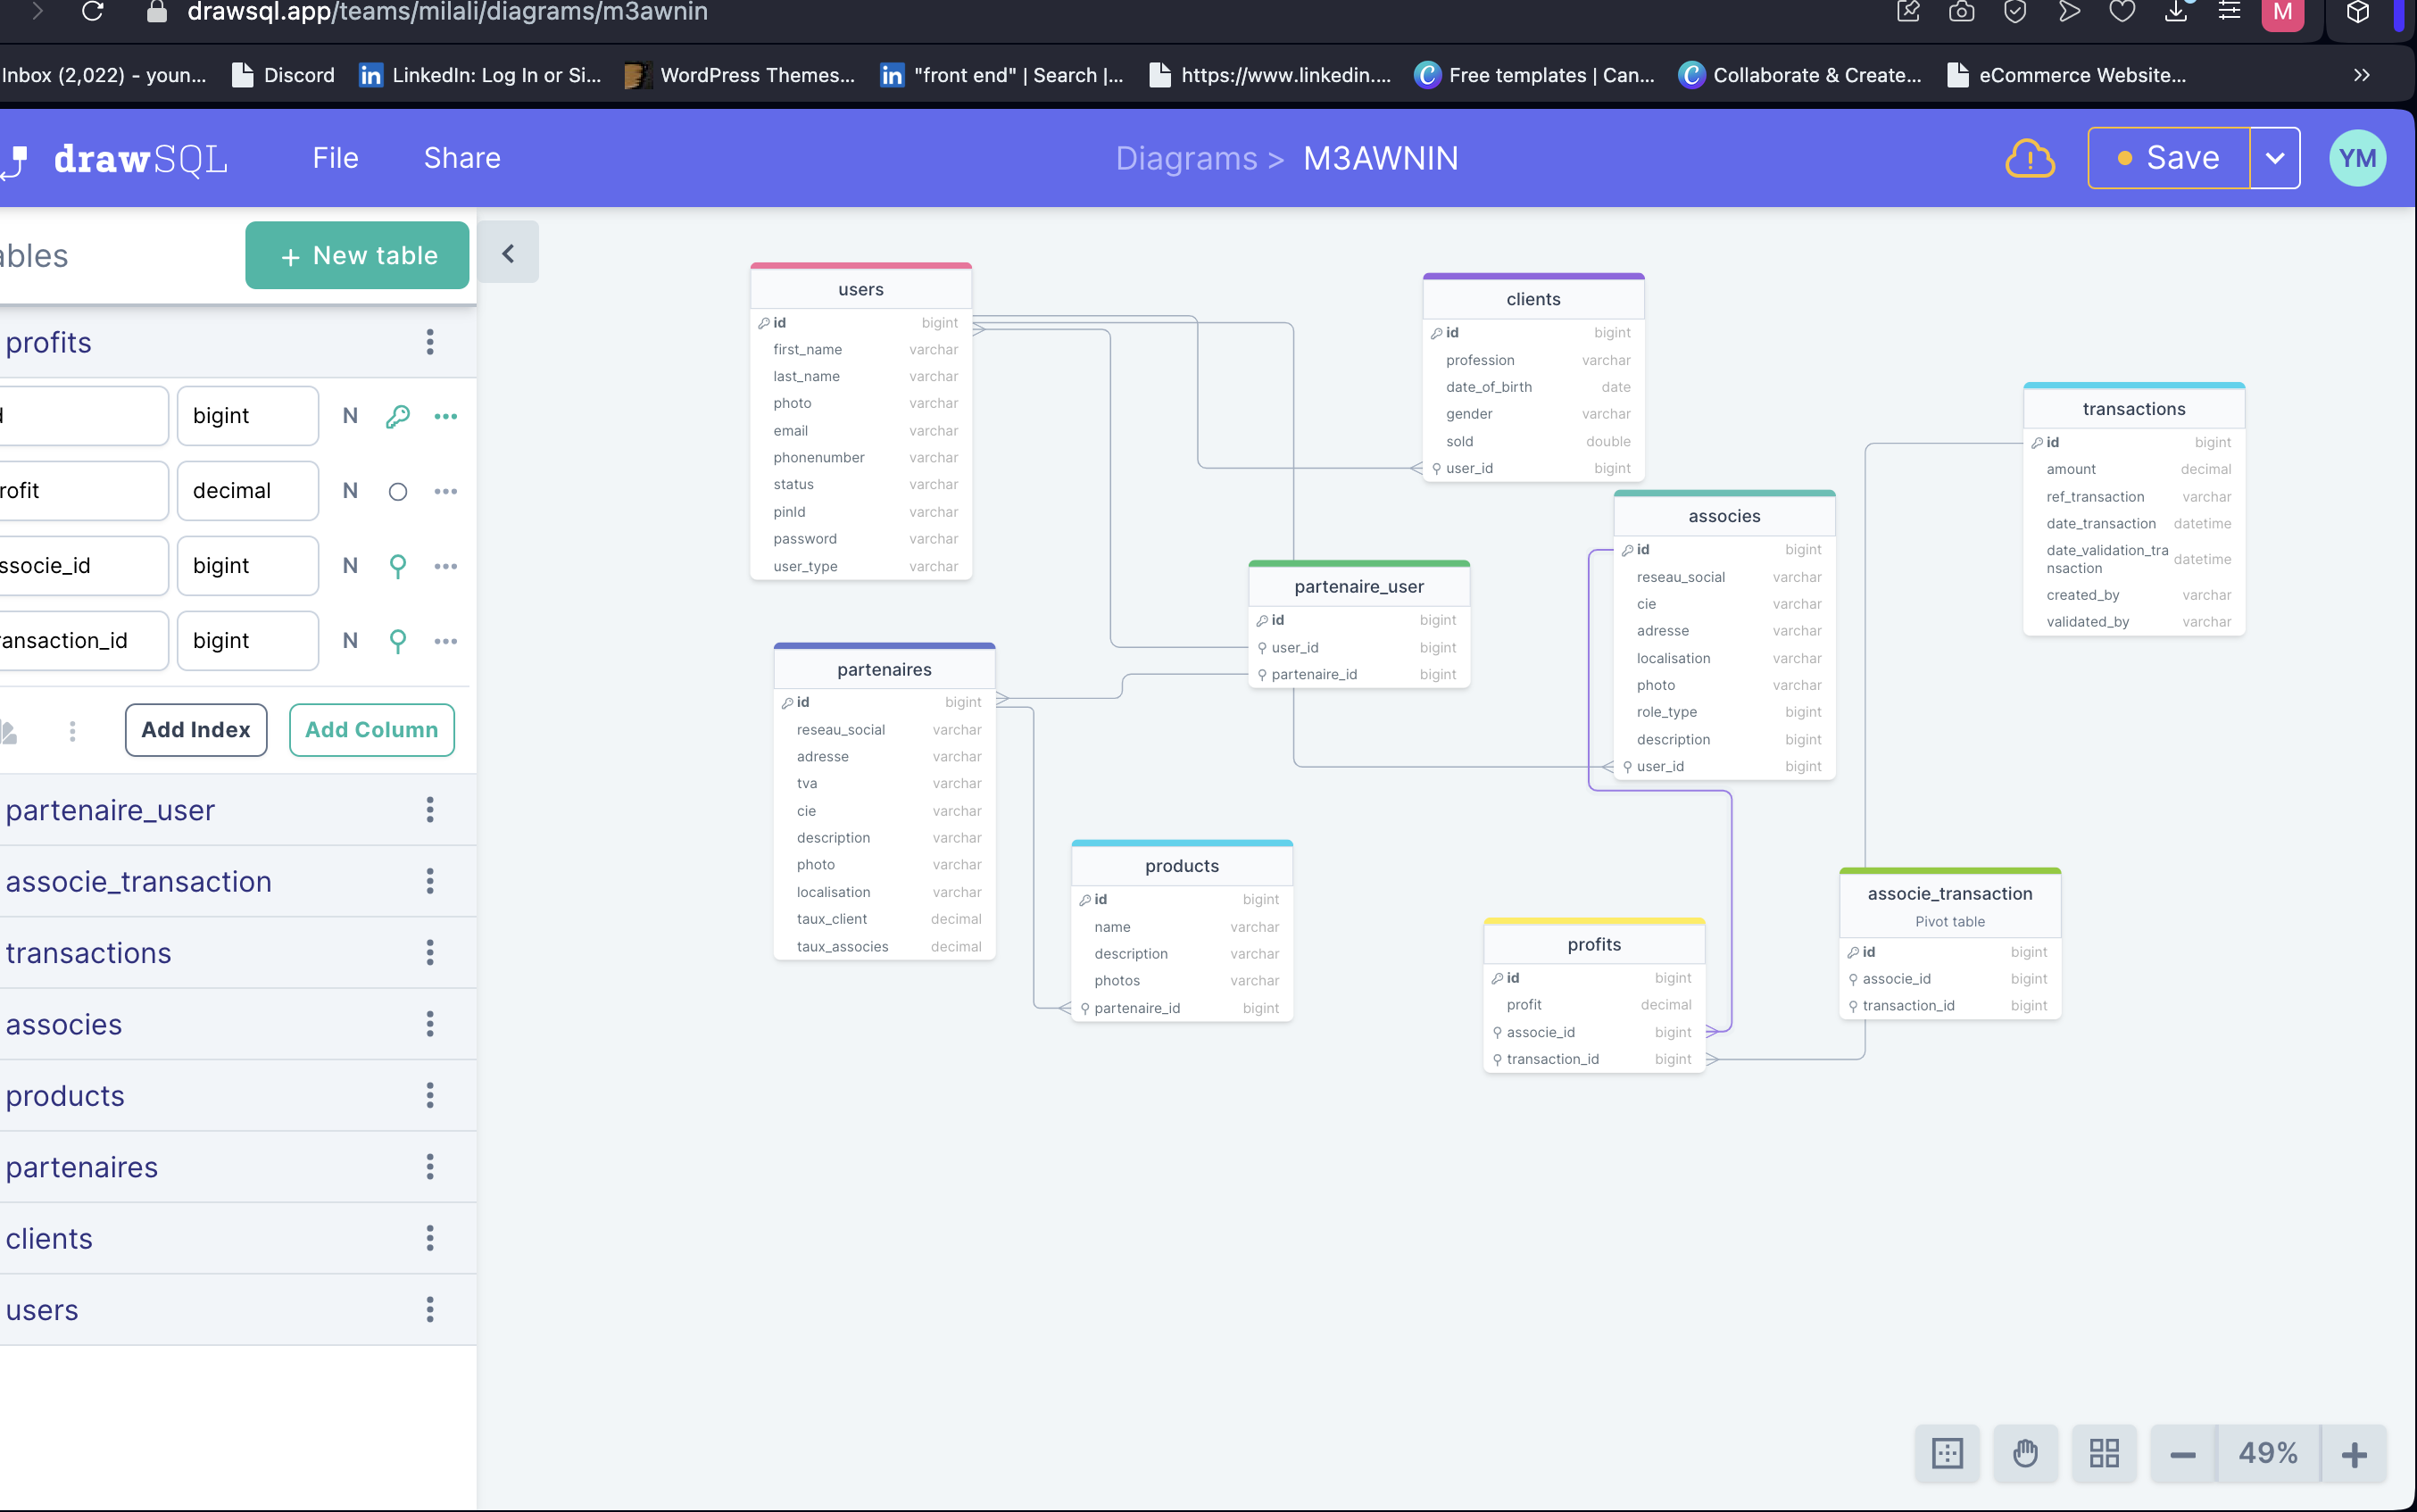 drawsql.app/teams/milali/diagrams/m3awnin
M
Inbox (2,022) - youn...
Discord
LinkedIn: Log In or Si...
WordPress Themes...
"front end" | Search |...
https://www.linkedin....
Free templates | Can...
Collaborate & Create...
eCommerce Website...
drawSQL
File
Share
Diagrams > M3AWNIN
Save
YM
ables
+ New table
profits
d bigint N
rofit decimal N
ssocie_id bigint N
ansaction_id bigint N
Add Index
Add Column
partenaire_user
associe_transaction
transactions
associes
products
partenaires
clients
users
users
id bigint
first_name varchar
last_name varchar
photo varchar
email varchar
phonenumber varchar
status varchar
pinId varchar
password varchar
user_type varchar
clients
id bigint
profession varchar
date_of_birth date
gender varchar
sold double
user_id bigint
transactions
id bigint
amount decimal
ref_transaction varchar
date_transaction datetime
date_validation_tra datetime
nsaction
created_by varchar
validated_by varchar
associes
id bigint
reseau_social varchar
cie varchar
adresse varchar
localisation varchar
photo varchar
role_type bigint
description bigint
user_id bigint
partenaire_user
id bigint
user_id bigint
partenaire_id bigint
partenaires
id bigint
reseau_social varchar
adresse varchar
tva varchar
cie varchar
description varchar
photo varchar
localisation varchar
taux_client decimal
taux_associes decimal
products
id bigint
name varchar
description varchar
photos varchar
partenaire_id bigint
profits
id bigint
profit decimal
associe_id bigint
transaction_id bigint
associe_transaction
Pivot table
id bigint
associe_id bigint
transaction_id bigint
49%